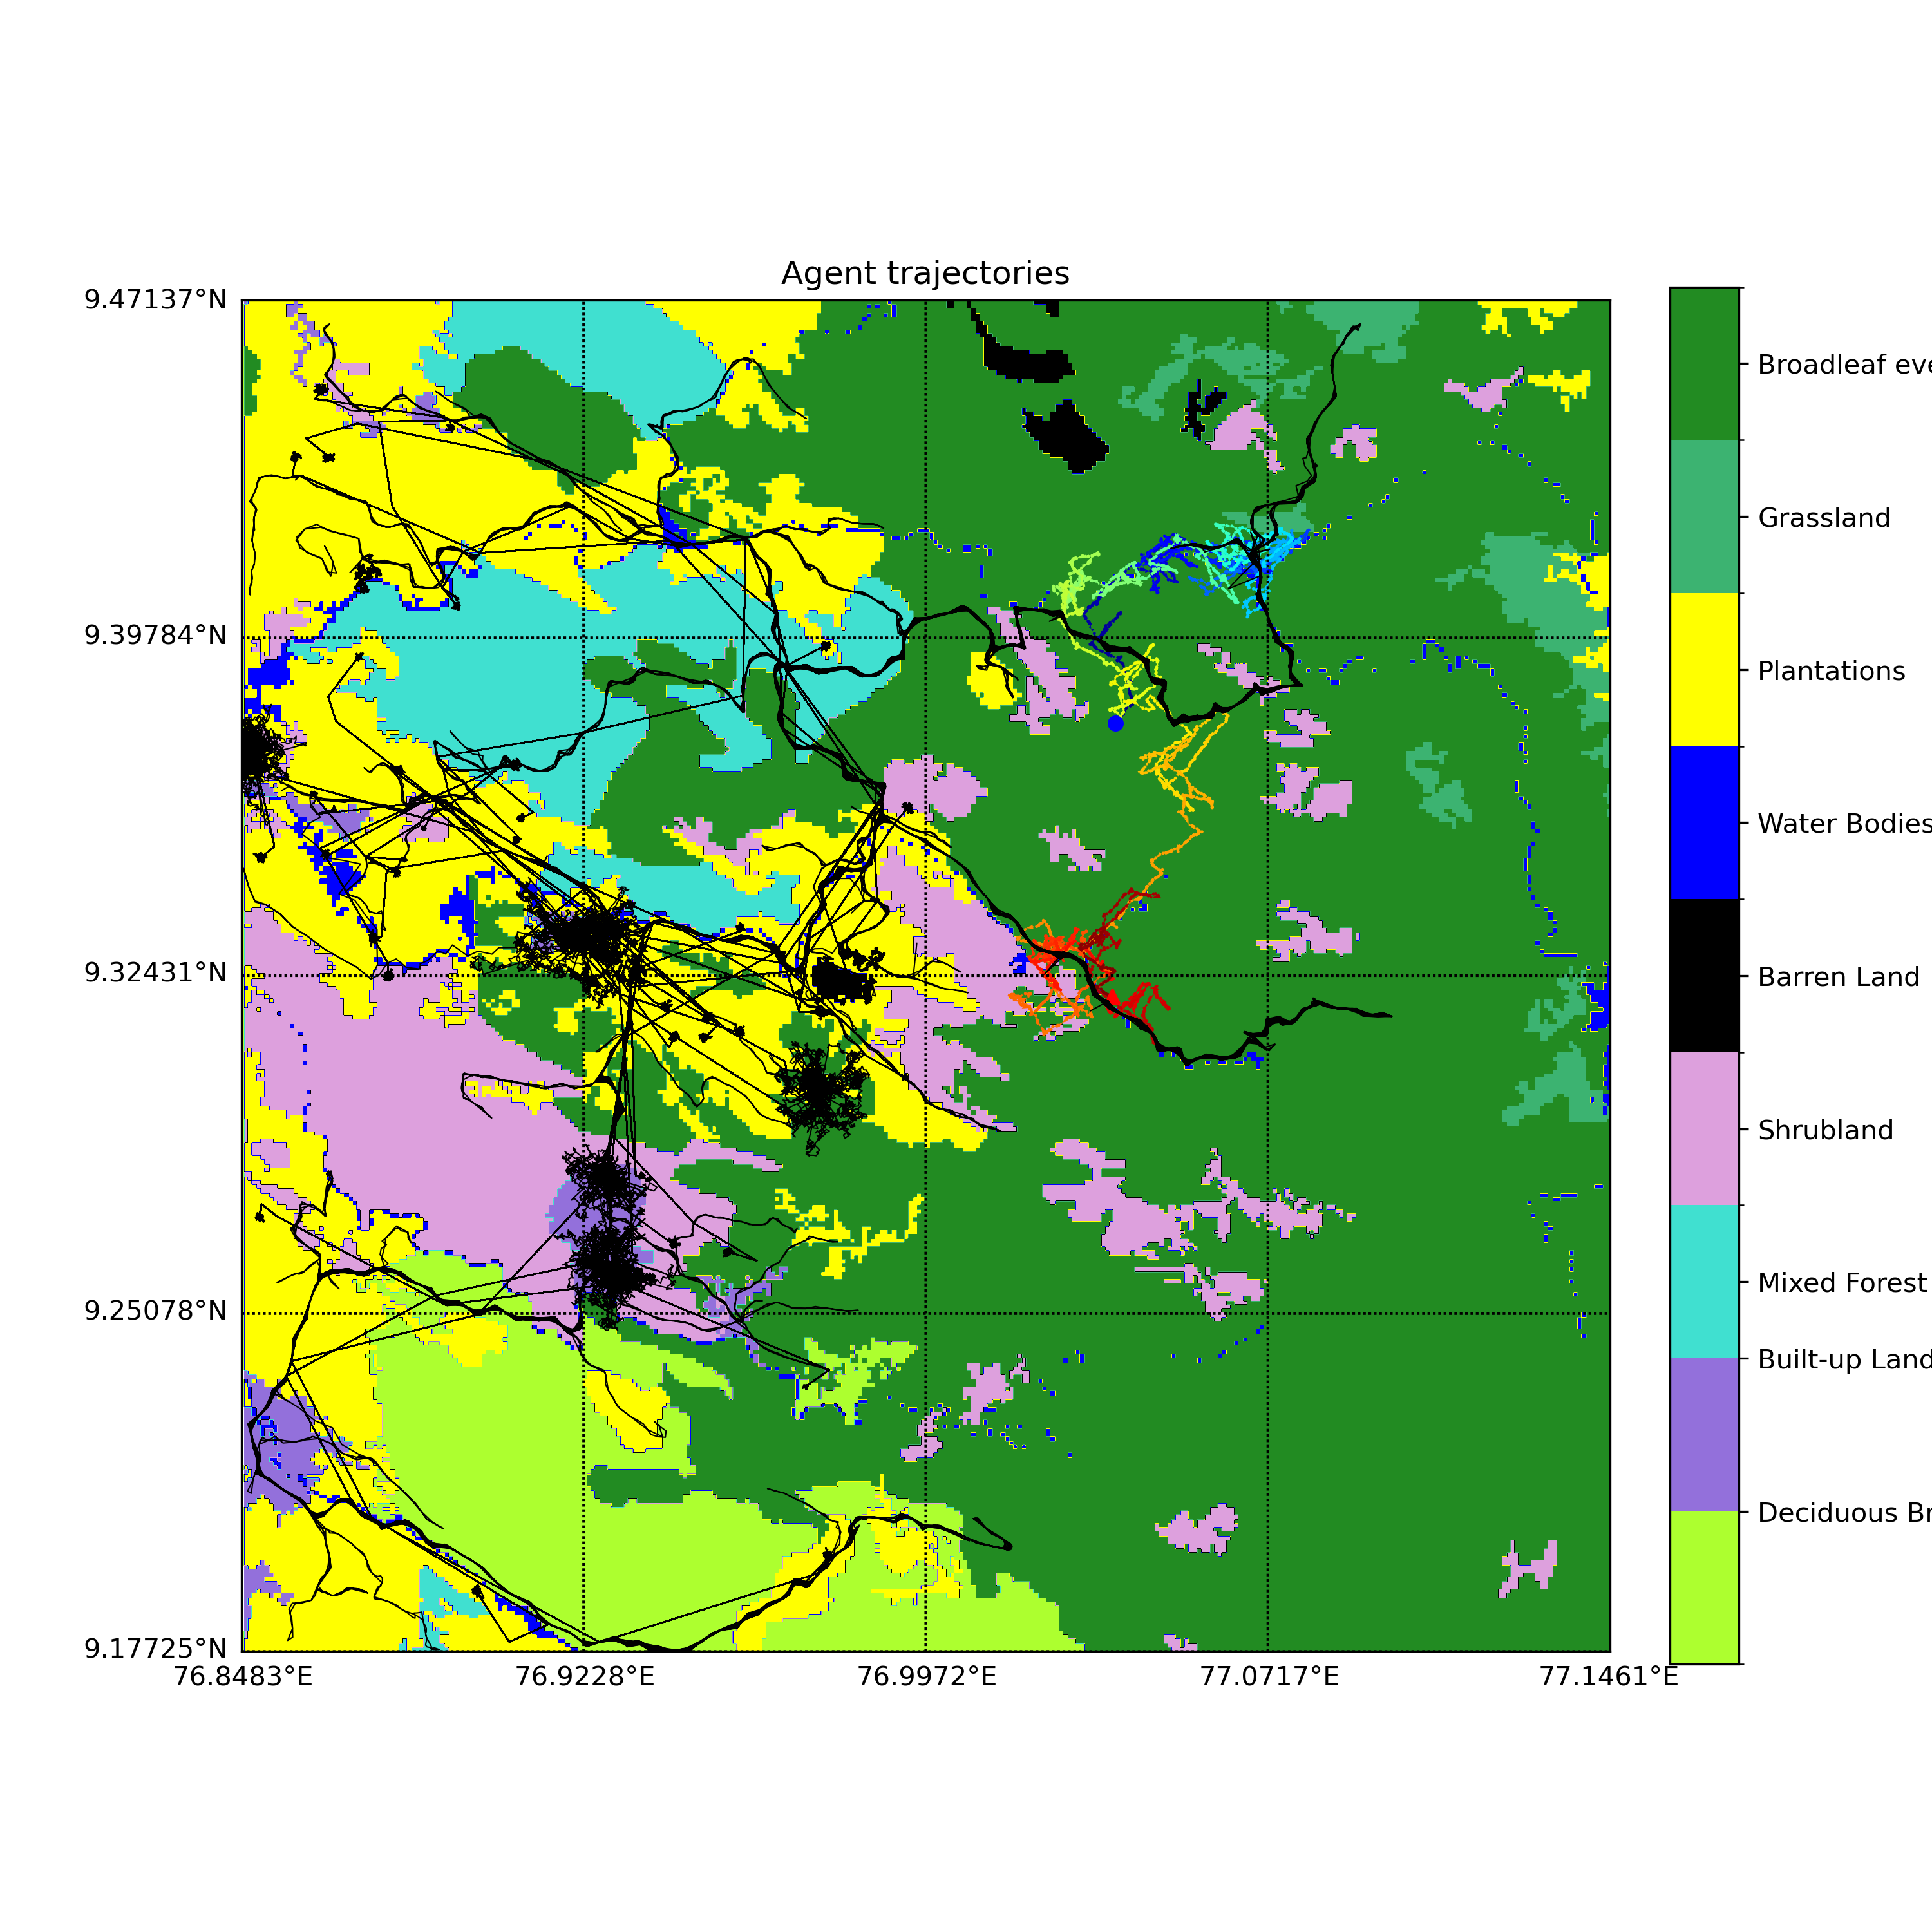 Agent trajectories
9.47137°N
9.39784°N
9.32431°N
9.25078°N
9.17725°N
76.8483°E
76.9228°E
76.9972°E
77.0717°E
77.1461°E
Broadleaf eve
Grassland
Plantations
Water Bodies
Barren Land
Shrubland
Mixed Forest
Built-up Land
Deciduous Br